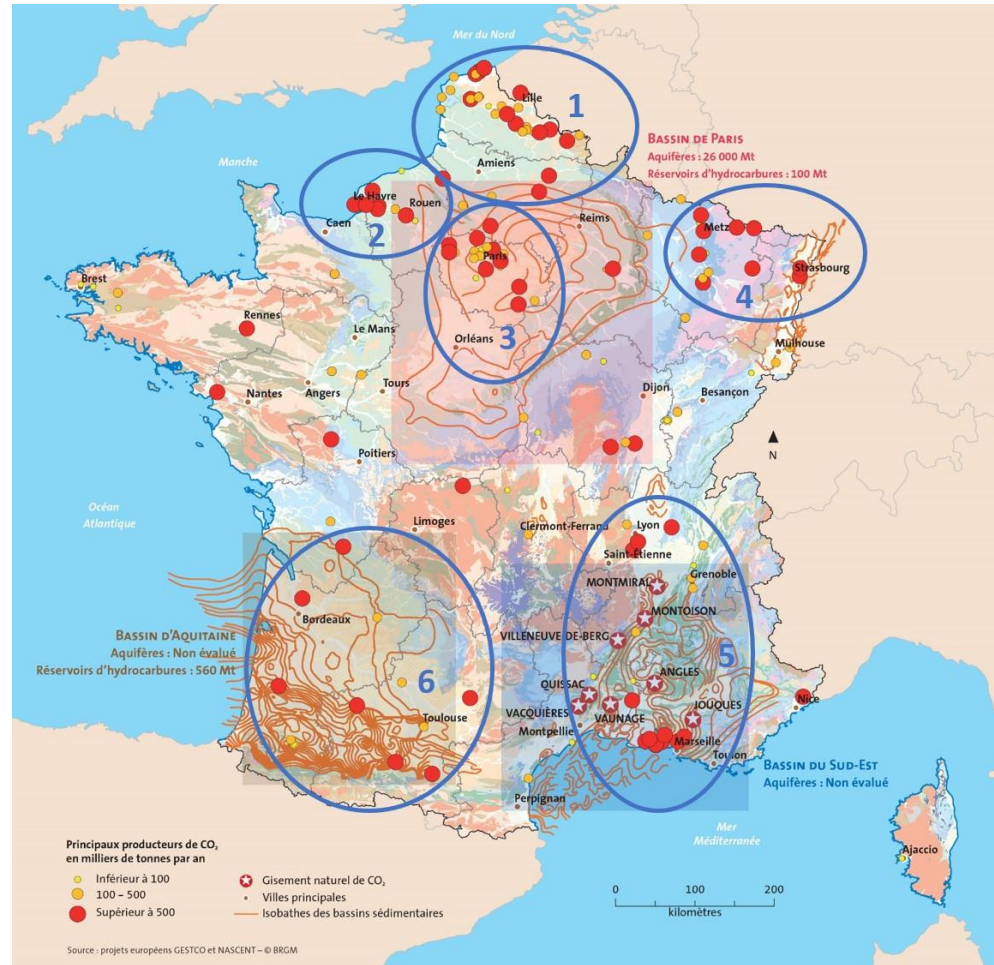 Mer du Nord
1
Lille
BASSIN DE PARIS
Aquifères : 26 000 Mt
Réservoirs d'hydrocarbures : 100 Mt
Manche
Amiens
Le Havre
Rouen
Caen
2
Reims
Metz
Paris
Strasbourg
4
Brest
Rennes
Le Mans
3
Orléans
Mulhouse
Angers
Tours
Nantes
Dijon
Besançon
N
Poitiers
Océan
Atlantique
Limoges
Clermont-Ferrand
Lyon
Saint-Étienne
Grenoble
MONTMIRAL
MONTOISON
Bordeaux
VILLENEUVE-DE-BERG
BASSIN D'AQUITAINE
Aquifères : Non évalué
Réservoirs d'hydrocarbures : 560 Mt
5
6
ANGLES
QUISSAC
JOUQUES
Nice
VACQUIÈRES
VAUNAGE
Toulouse
Montpellie
Marseille
Toulon
BASSIN DU SUD-EST
Aquifères : Non évalué
Perpignan
Mer
Méditerranée
Ajaccio
Principaux producteurs de CO₂
en milliers de tonnes par an
Inférieur à 100
100 – 500
Supérieur à 500
Gisement naturel de CO₂
Villes principales
Isobathes des bassins sédimentaires
0 100 200
kilomètres
Source : projets européens GESTCO et NASCENT – © BRGM